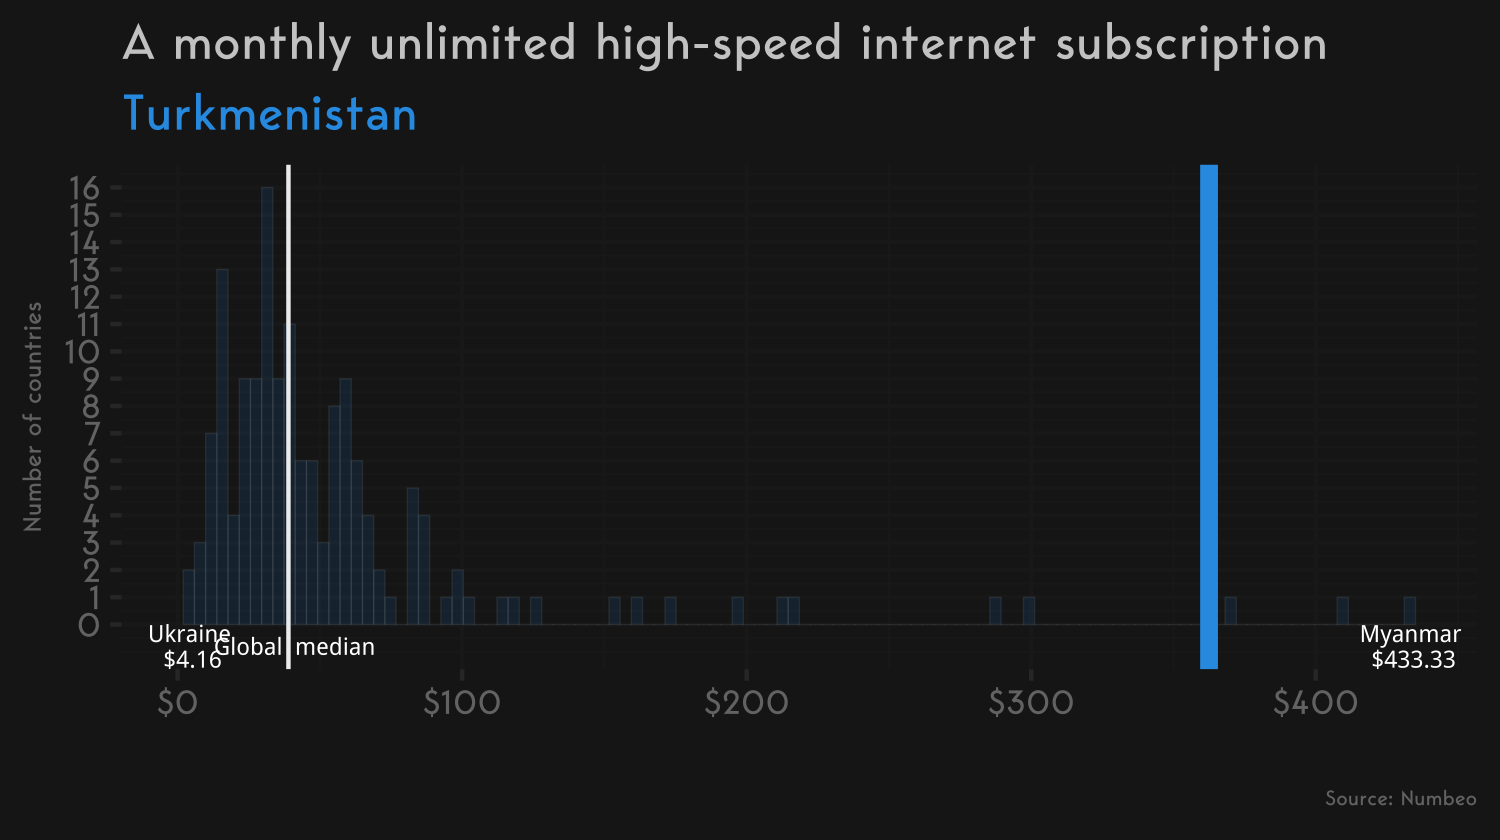 A monthly unlimited high-speed internet subscription
Turkmenistan
Number of countries
16
15
14
13
12
11
10
9
8
7
6
5
4
3
2
1
0
Ukraine
$4.16
Global median
Myanmar
$433.33
$0 $100 $200 $300 $400
Source: Numbeo